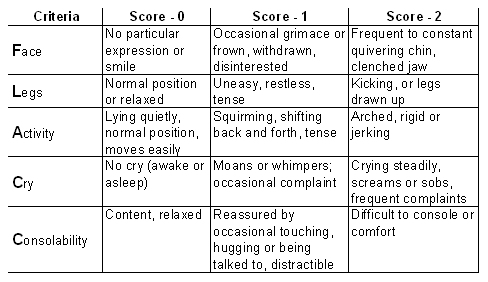 Criteria Score - 0 Score - 1 Score - 2
Face
No particular
expression or
smile
Occasional grimace or
frown, withdrawn,
disinterested
Frequent to constant
quivering chin,
clenched jaw
Legs
Normal position
or relaxed
Uneasy, restless,
tense
Kicking, or legs
drawn up
Activity
Lying quietly,
normal position,
moves easily
Squirming, shifting
back and forth, tense
Arched, rigid or
jerking
Cry
No cry (awake or
asleep)
Moans or whimpers;
occasional complaint
Crying steadily,
screams or sobs,
frequent complaints
Consolability
Content, relaxed
Reassured by
occasional touching,
hugging or being
talked to, distractible
Difficult to console or
comfort